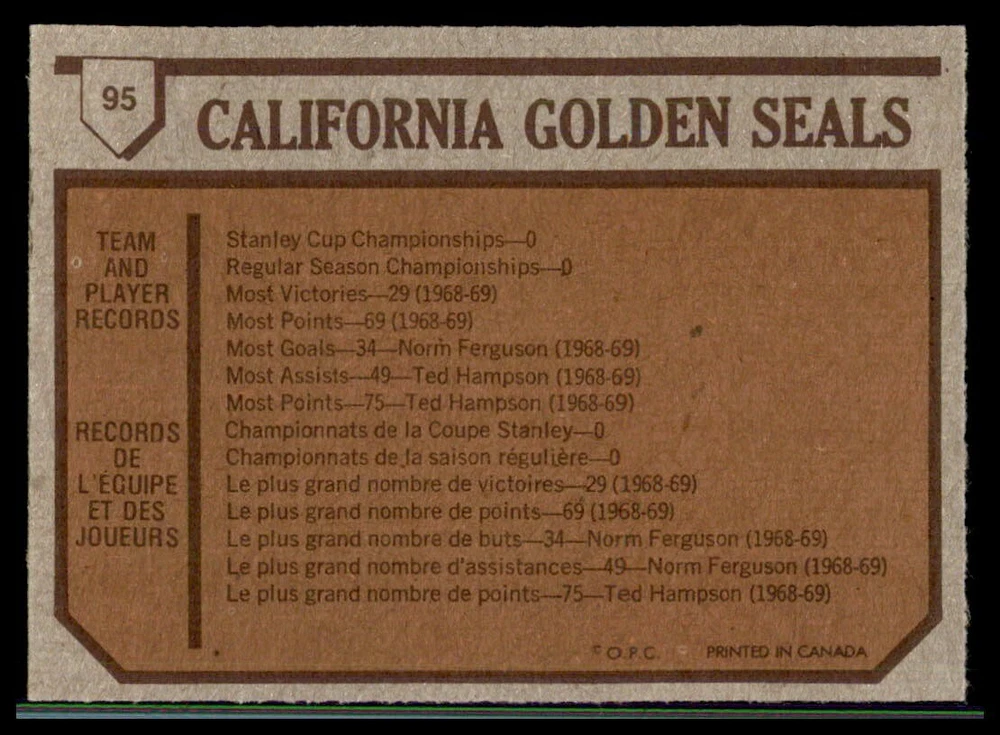 95
CALIFORNIA GOLDEN SEALS
TEAM
AND
PLAYER
RECORDS
Stanley Cup Championships—0
Regular Season Championships—0
Most Victories—29 (1968-69)
Most Points—69 (1968-69)
Most Goals—34—Norm Ferguson (1968-69)
Most Assists—49—Ted Hampson (1968-69)
Most Points—75—Ted Hampson (1968-69)
RECORDS
DE
L'ÉQUIPE
ET DES
JOUEURS
Championnats de la Coupe Stanley—0
Championnats de la saison régulière—0
Le plus grand nombre de victoires—29 (1968-69)
Le plus grand nombre de points—69 (1968-69)
Le plus grand nombre de buts—34—Norm Ferguson (1968-69)
Le plus grand nombre d'assistances—49—Norm Ferguson (1968-69)
Le plus grand nombre de points—75—Ted Hampson (1968-69)
© O.P.C. PRINTED IN CANADA